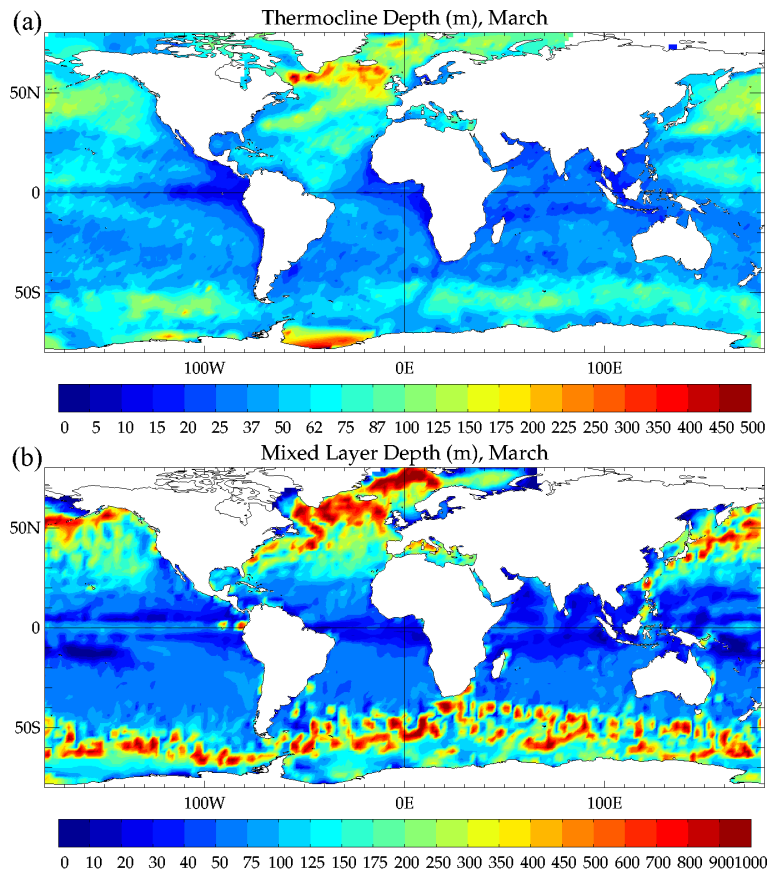 (a) Thermocline Depth (m), March
50N
0
50S
100W 0E 100E
0 5 10 15 20 25 37 50 62 75 87 100 125 150 175 200 225 250 300 350 400 450 500
(b) Mixed Layer Depth (m), March
50N
0
50S
100W 0E 100E
0 10 20 30 40 50 75 100 125 150 175 200 250 300 350 400 450 500 600 700 800 900 1000